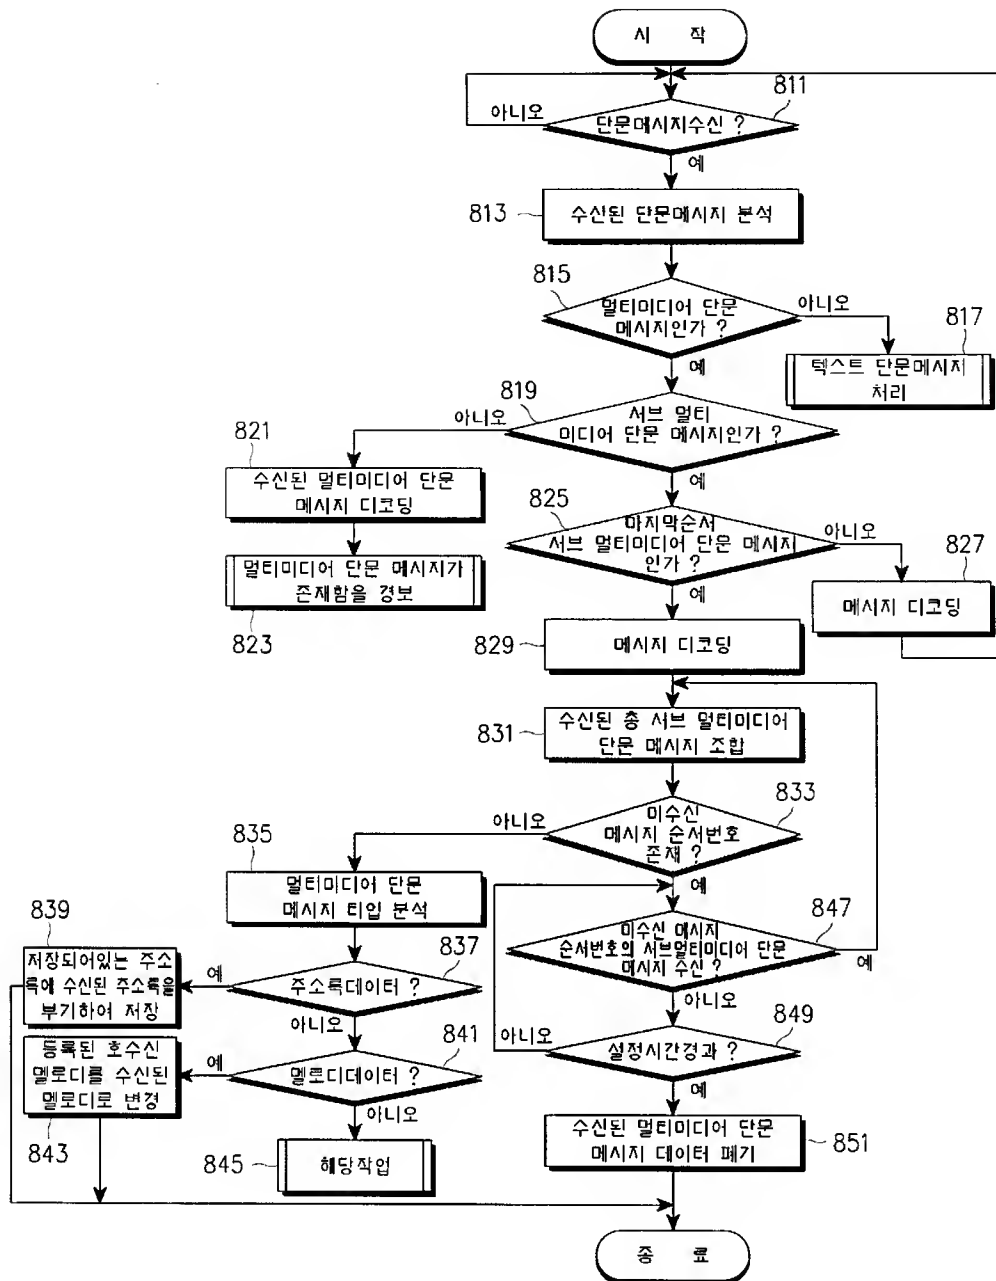 시 작
811
아니오
단문메시지수신 ?
예
813
수신된 단문메시지 분석
815
멀티미디어 단문
메시지인가 ?
아니오
예
817
텍스트 단문메시지
처리
819
아니오
서브 멀티
미디어 단문 메시지인가 ?
예
821
수신된 멀티미디어 단문
메시지 디코딩
825
마지막순서
서브 멀티미디어 단문 메시지
인가 ?
아니오
예
827
메시지 디코딩
멀티미디어 단문 메시지가
존재함을 경보
823
829
메시지 디코딩
831
수신된 총 서브 멀티미디어
단문 메시지 조합
833
미수신
메시지 순서번호
존재 ?
아니오
예
835
멀티미디어 단문
메시지 타입 분석
839
저장되어있는 주소
록에 수신된 주소록을
부기하여 저장
837
예
주소록데이터 ?
아니오
847
미수신 메시지
순서번호의 서브멀티미디어 단문
메시지 수신 ?
예
아니오
841
등록된 호수신
멜로디를 수신된
멜로디로 변경
예
멜로디데이터 ?
아니오
843
849
아니오
설정시간경과 ?
예
845
해당작업
수신된 멀티미디어 단문
메시지 데이터 폐기
851
종 료